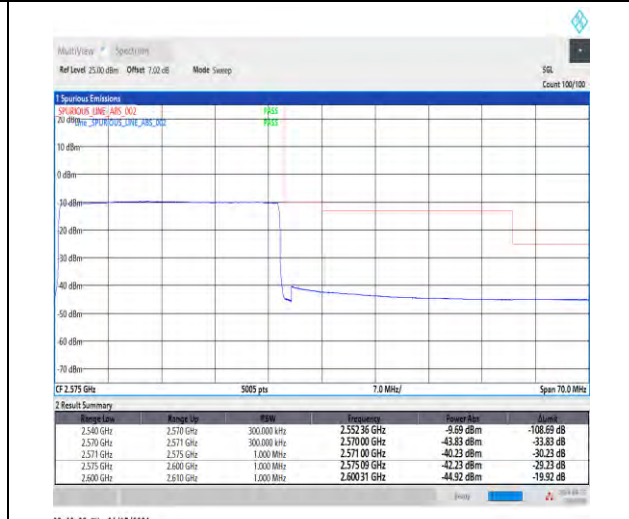 MultiView Spectrum
Ref Level 25.00 dBm Offset 7.02 dB Mode Sweep SGL
Count 100/100
1 Spurious Emissions
SPURIOUS_LINE_ABS_002 PASS
20 dBm
Line _SPURIOUS_LINE_ABS_002 PASS
10 dBm
0 dBm
-10 dBm
-20 dBm
-30 dBm
-40 dBm
-50 dBm
-60 dBm
-70 dBm
CF 2.575 GHz 5005 pts 7.0 MHz/ Span 70.0 MHz
2 Result Summary
Range Low Range Up RBW Frequency Power Abs ΔLimit
2.540 GHz 2.570 GHz 300.000 kHz 2.552 36 GHz -9.69 dBm -108.69 dB
2.570 GHz 2.571 GHz 300.000 kHz 2.570 00 GHz -43.83 dBm -33.83 dB
2.571 GHz 2.575 GHz 1.000 MHz 2.571 00 GHz -40.23 dBm -30.23 dB
2.575 GHz 2.600 GHz 1.000 MHz 2.575 09 GHz -42.23 dBm -29.23 dB
2.600 GHz 2.610 GHz 1.000 MHz 2.600 31 GHz -44.92 dBm -19.92 dB
Ready